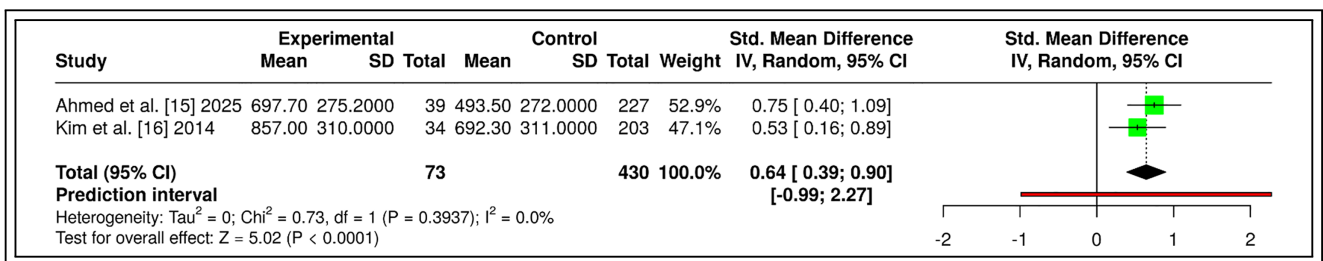 Experimental Control Std. Mean Difference Std. Mean Difference
Study Mean SD Total Mean SD Total Weight IV, Random, 95% CI IV, Random, 95% CI
Ahmed et al. [15] 2025 697.70 275.2000 39 493.50 272.0000 227 52.9% 0.75 [ 0.40; 1.09]
Kim et al. [16] 2014 857.00 310.0000 34 692.30 311.0000 203 47.1% 0.53 [ 0.16; 0.89]
Total (95% CI) 73 430 100.0% 0.64 [ 0.39; 0.90]
Prediction interval [-0.99; 2.27]
Heterogeneity: Tau² = 0; Chi² = 0.73, df = 1 (P = 0.3937); I² = 0.0%
Test for overall effect: Z = 5.02 (P < 0.0001)
-2 -1 0 1 2